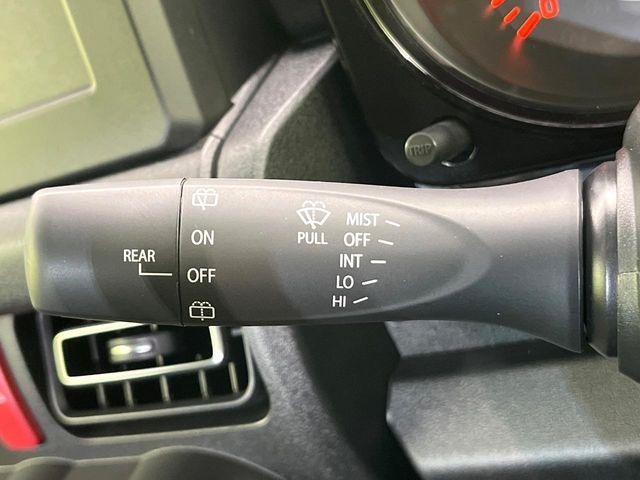 TRIP
MIST
OFF
INT
LO
HI
PULL
ON
OFF
REAR